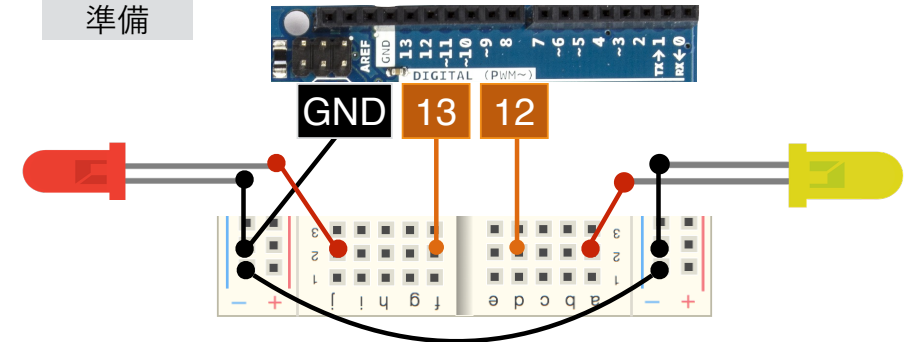 準備
AREF
GND
13
12
~11
~10
~9
8
7
~6
~5
4
~3
2
TX→1
RX←0
DIGITAL (PWM~)
GND 13 12
3 3
2 2
1 1
− + j i h g f e d c b a − +